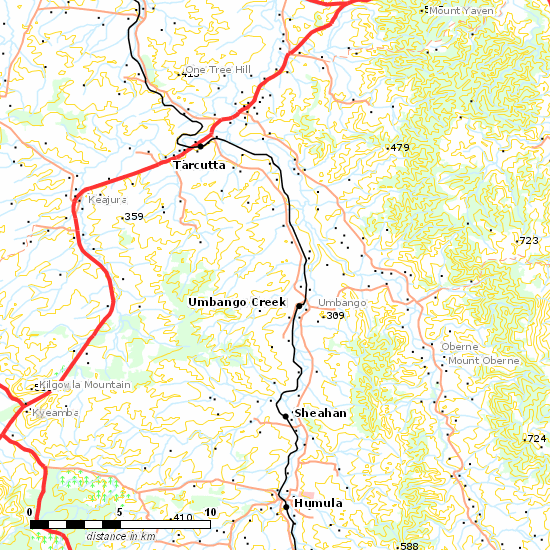 Mount Yaven
One Tree Hill
Tarcutta
479
Keajura
359
723
Umbango Creek
Umbango
309
Oberne
Mount Oberne
Kilgowla Mountain
Kyeamba
Sheahan
724
Humula
0 5 10
410
distance in km
588